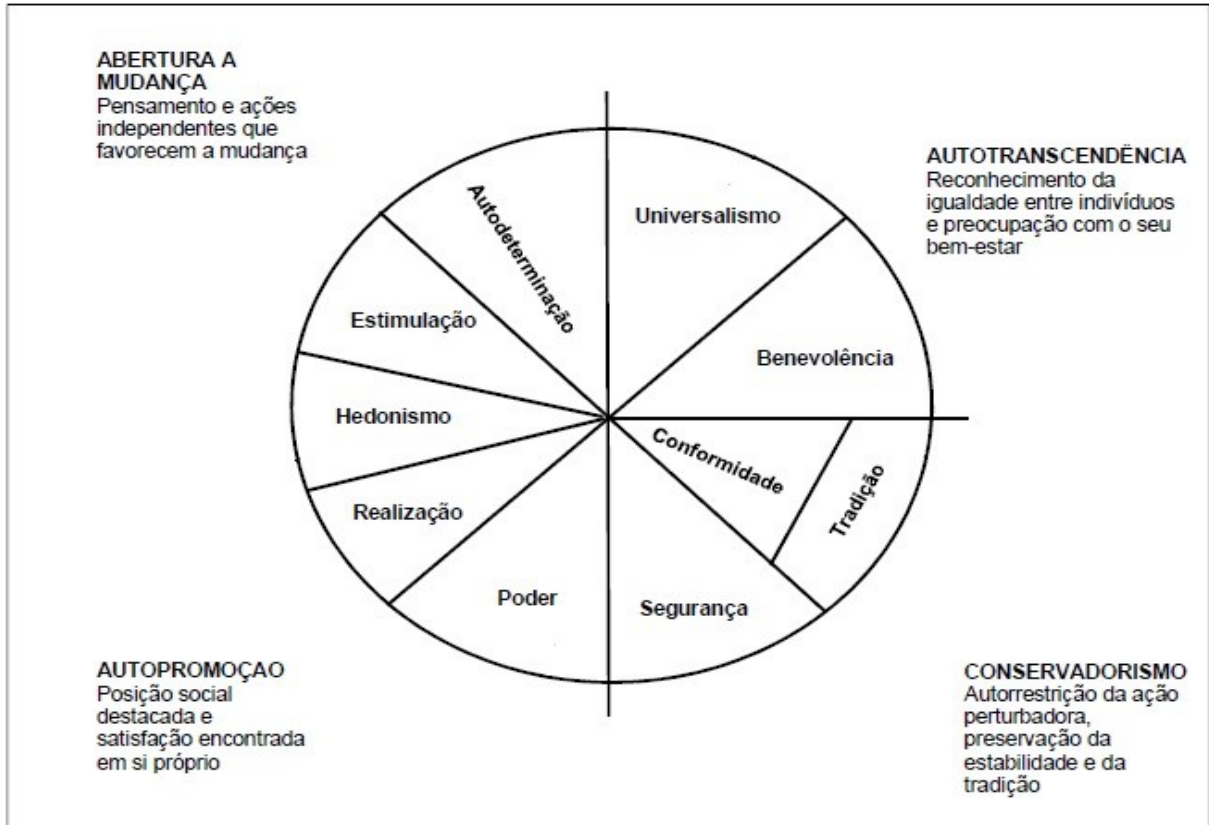 ABERTURA A
MUDANÇA
Pensamento e ações
independentes que
favorecem a mudança
AUTOTRANSCENDÊNCIA
Reconhecimento da
igualdade entre indivíduos
e preocupação com o seu
bem-estar
Autodeterminação
Universalismo
Estimulação
Benevolência
Hedonismo
Conformidade
Tradição
Realização
Poder
Segurança
AUTOPROMOÇAO
Posição social
destacada e
satisfação encontrada
em si próprio
CONSERVADORISMO
Autorrestrição da ação
perturbadora,
preservação da
estabilidade e da
tradição